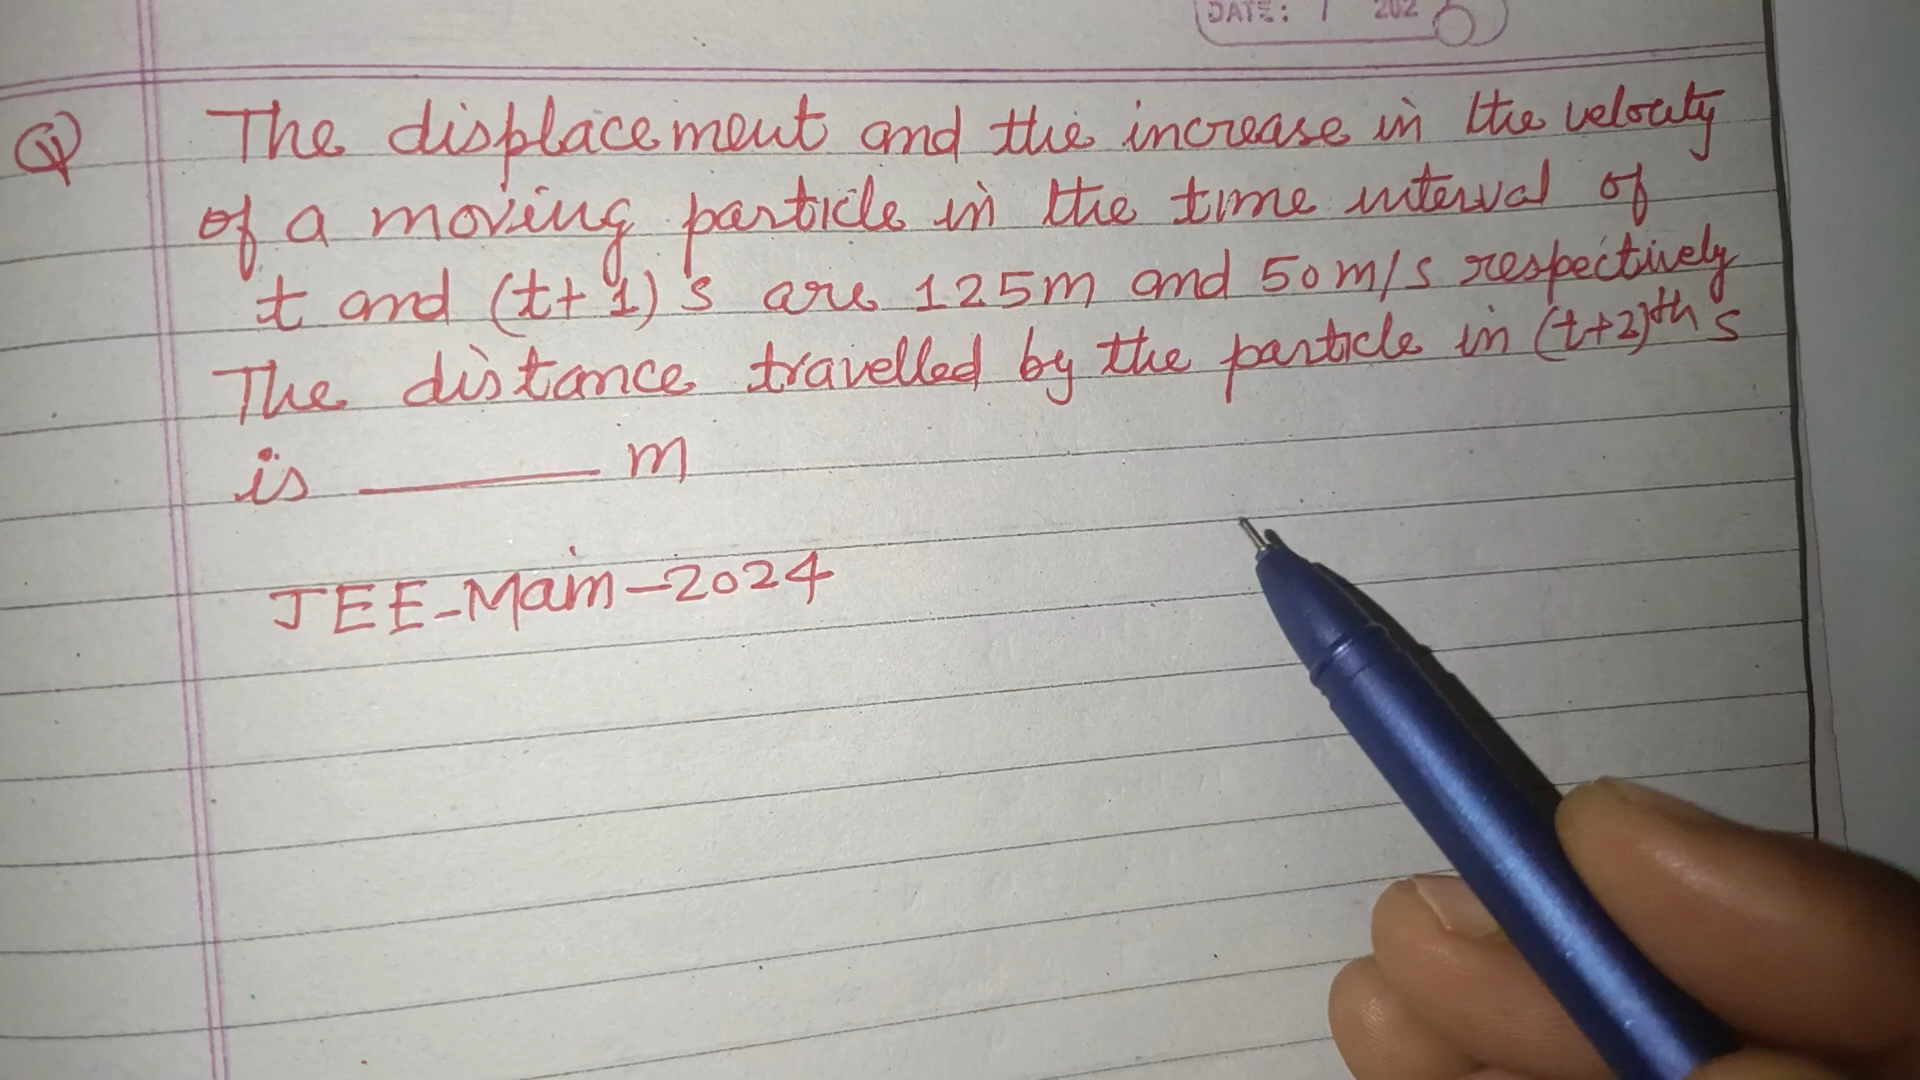 DATE: / 202
Q The displacement and the increase in the velocity
of a moving particle in the time interval of
t and (t+1) s are 125m and 50m/s respectively
The distance travelled by the particle in (t+2)th s
is ______ m
JEE-Main-2024